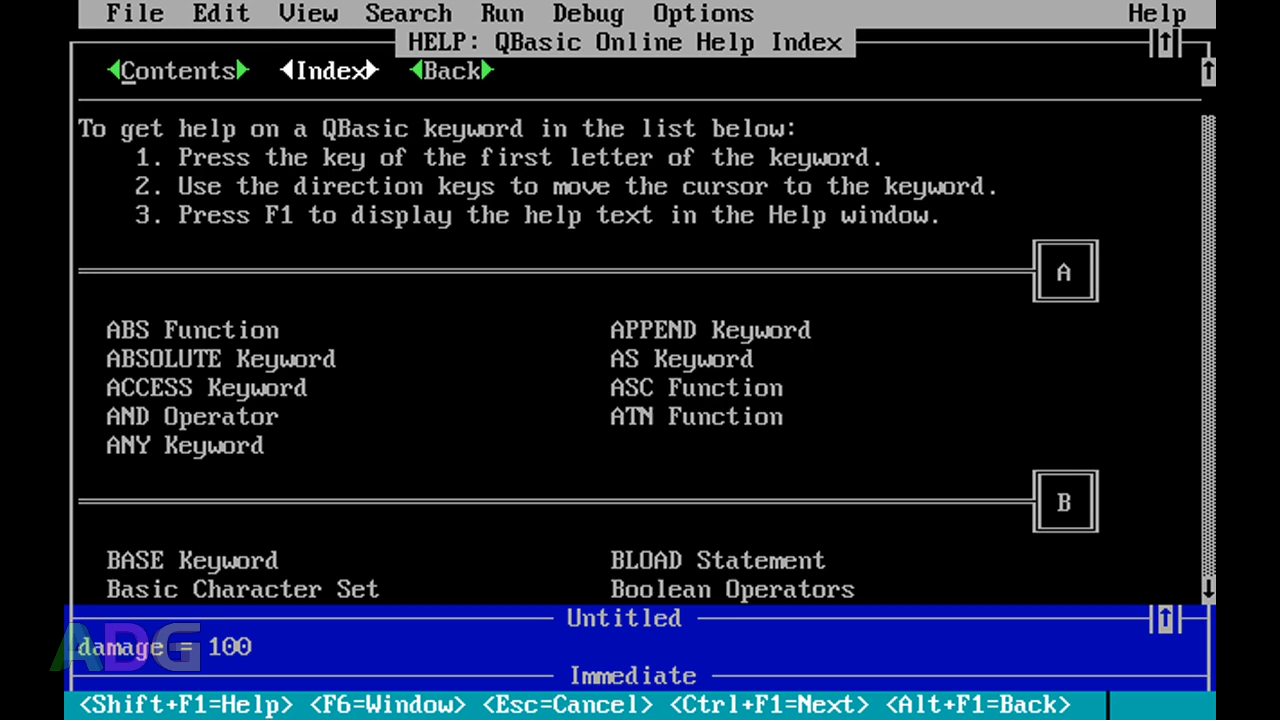 File Edit View Search Run Debug Options Help
HELP: QBasic Online Help Index
Contents Index Back
To get help on a QBasic keyword in the list below:
1. Press the key of the first letter of the keyword.
2. Use the direction keys to move the cursor to the keyword.
3. Press F1 to display the help text in the Help window.
A
ABS Function APPEND Keyword
ABSOLUTE Keyword AS Keyword
ACCESS Keyword ASC Function
AND Operator ATN Function
ANY Keyword
B
BASE Keyword BLOAD Statement
Basic Character Set Boolean Operators
Untitled
ADG
damage = 100
Immediate
<Shift+F1=Help> <F6=Window> <Esc=Cancel> <Ctrl+F1=Next> <Alt+F1=Back>